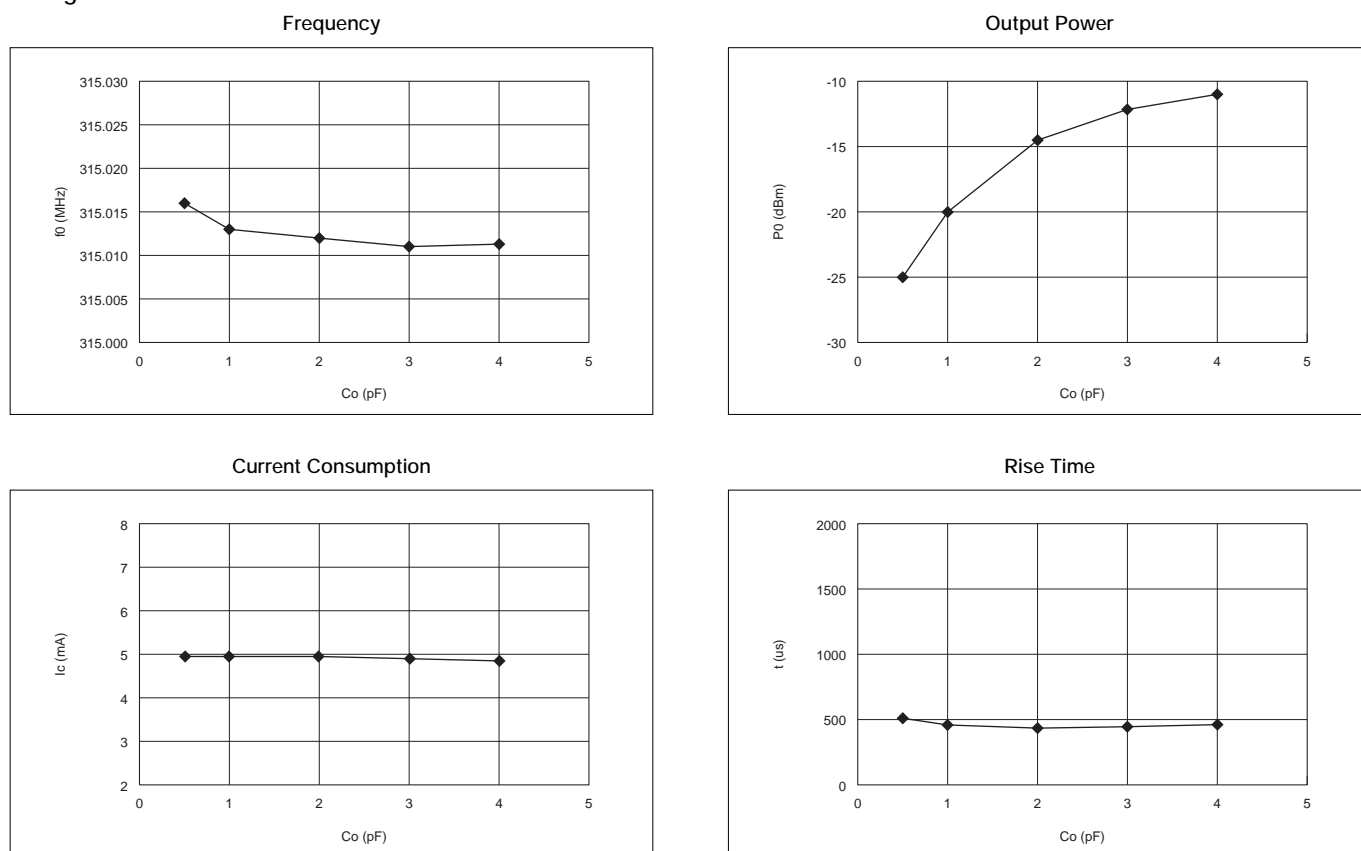 Frequency
315.030
315.025
315.020
315.015
315.010
315.005
315.000
f0 (MHz)
0 1 2 3 4 5
Co (pF)
Output Power
-10
-15
-20
-25
-30
P0 (dBm)
0 1 2 3 4 5
Co (pF)
Current Consumption
8
7
6
5
4
3
2
Ic (mA)
0 1 2 3 4 5
Co (pF)
Rise Time
2000
1500
1000
500
0
t (us)
0 1 2 3 4 5
Co (pF)